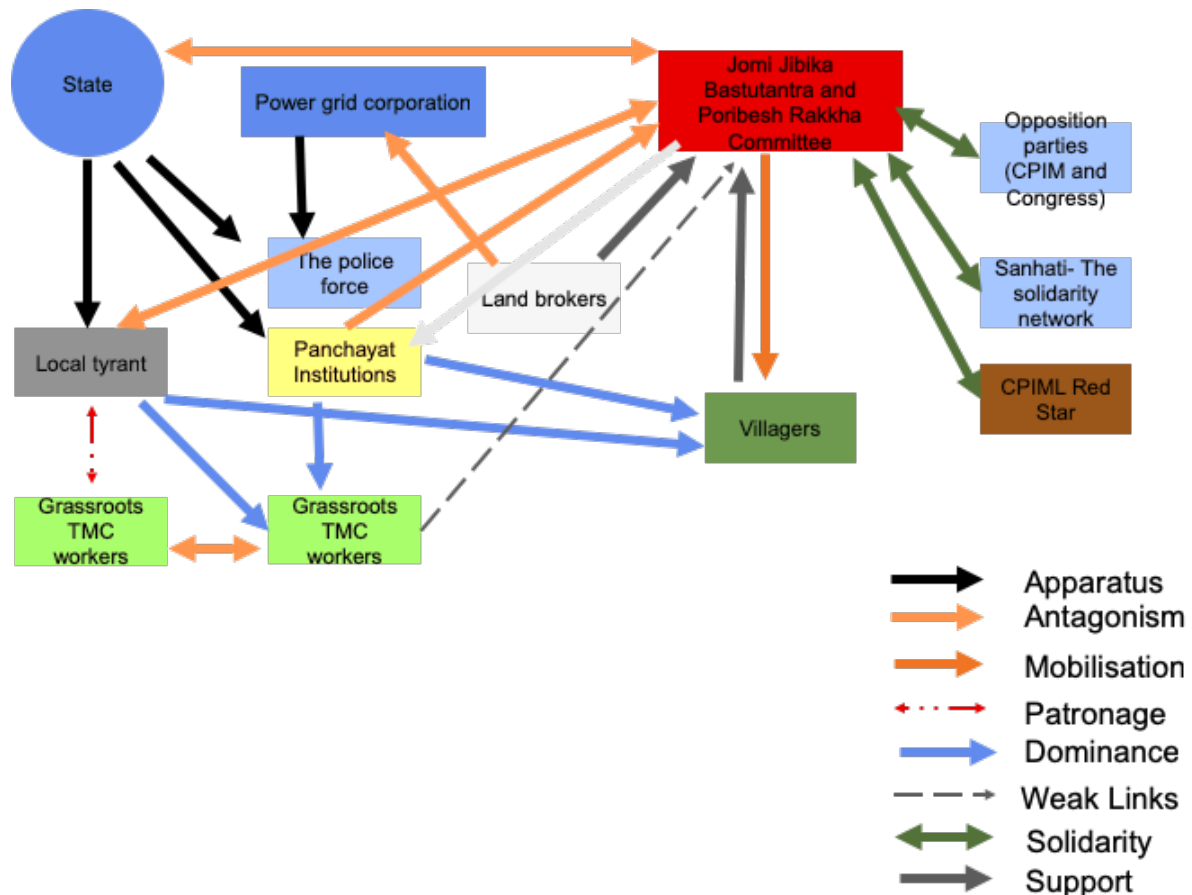 State
Power grid corporation
Jomi Jibika
Bastutantra and
Poribesh Rakkha
Committee
Opposition
parties
(CPIM and
Congress)
The police
force
Land brokers
Sanhati- The
solidarity
network
Local tyrant
Panchayat
Institutions
CPIML Red
Star
Villagers
Grassroots
TMC
workers
Grassroots
TMC
workers
Apparatus
Antagonism
Mobilisation
Patronage
Dominance
Weak Links
Solidarity
Support